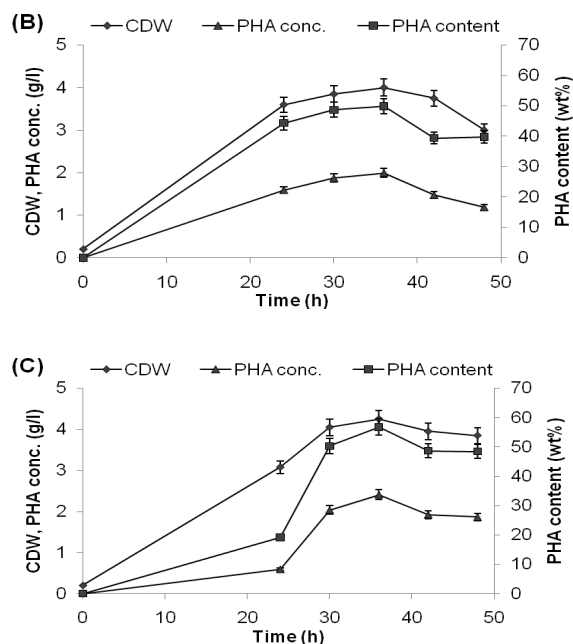 (B)
CDW PHA conc. PHA content
5 70
60
4
50
3 40
30
2
20
1
10
0 0
0 10 20 30 40 50
CDW, PHA conc. (g/l)
PHA content (wt%)
Time (h)
(C)
CDW PHA conc. PHA content
5 70
60
4
50
3 40
30
2
20
1
10
0 0
0 10 20 30 40 50
CDW, PHA conc. (g/l)
PHA content (wt%)
Time (h)